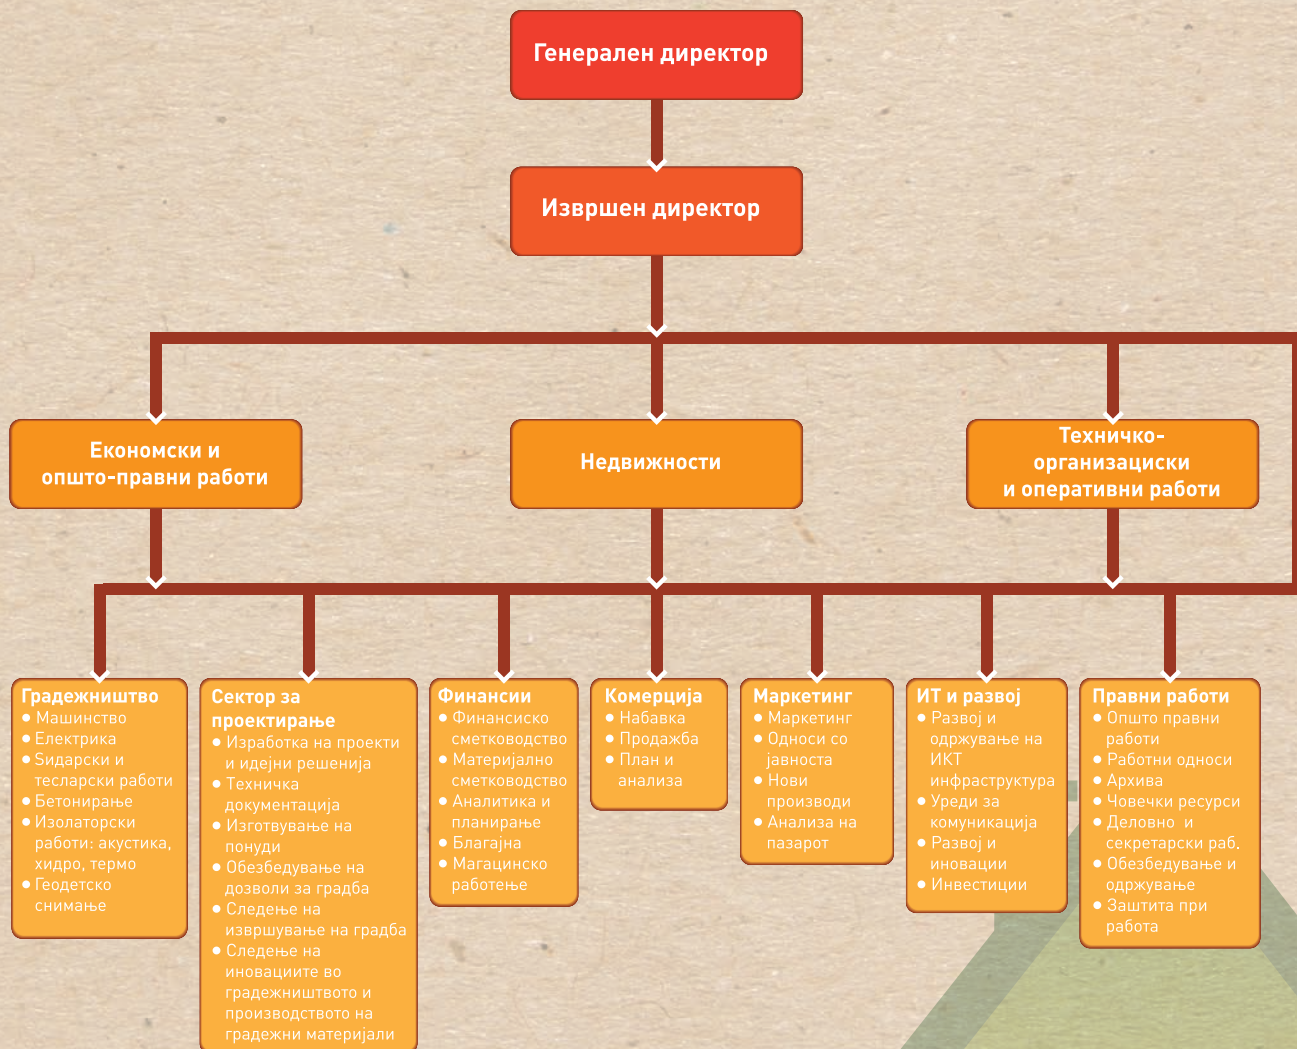 Генерален директор
Извршен директор
Економски и
општо-правни работи
Недвижности
Техничко-
организациски
и оперативни работи
Градежништво
● Машинство
● Електрика
● Ѕидарски и
тесларски работи
● Бетонирање
● Изолаторски
работи: акустика,
хидро, термо
● Геодетско
снимање
Сектор за
проектирање
● Изработка на проекти
и идејни решенија
● Техничка
документација
● Изготвување на
понуди
● Обезбедување на
дозволи за градба
● Следење на
извршување на градба
● Следење на
иновациите во
градежништвото и
производството на
градежни материјали
Финансии
● Финансиско
сметководство
● Материјално
сметководство
● Аналитика и
планирање
● Благајна
● Магацинско
работење
Комерција
● Набавка
● Продажба
● План и
анализа
Маркетинг
● Маркетинг
● Односи со
јавноста
● Нови
производи
● Анализа на
пазарот
ИТ и развој
● Развој и
одржување на
ИКТ
инфраструктура
● Уреди за
комуникација
● Развој и
иновации
● Инвестиции
Правни работи
● Општо правни
работи
● Работни односи
● Архива
● Човечки ресурси
● Деловно и
секретарски раб.
● Обезбедување и
одржување
● Заштита при
работа